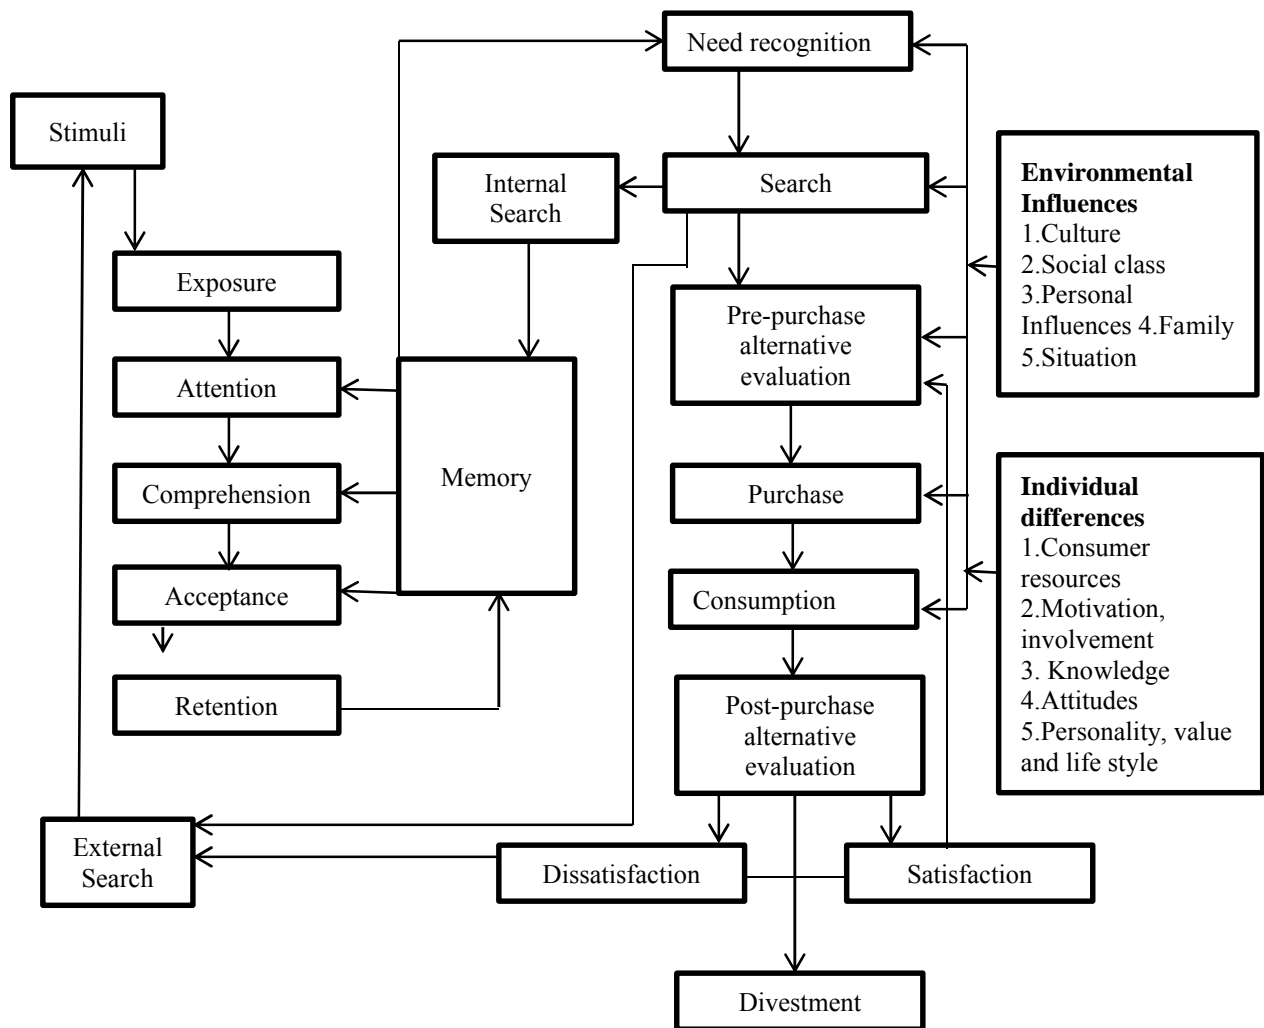 Need recognition
Stimuli
Internal
Search
Search
Environmental
Influences
1.Culture
2.Social class
3.Personal
Influences 4.Family
5.Situation
Exposure
Pre-purchase
alternative
evaluation
Attention
Memory
Comprehension
Purchase
Individual
differences
1.Consumer
resources
2.Motivation,
involvement
3. Knowledge
4.Attitudes
5.Personality, value
and life style
Acceptance
Consumption
Retention
Post-purchase
alternative
evaluation
External
Search
Dissatisfaction
Satisfaction
Divestment